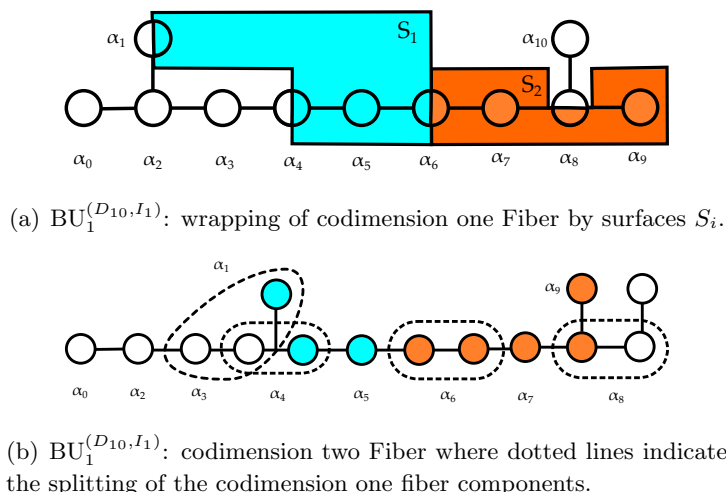 α₁ S₁ α₁₀
S₂
α₀ α₂ α₃ α₄ α₅ α₆ α₇ α₈ α₉
(a) BU₁^(D₁₀,I₁): wrapping of codimension one Fiber by surfaces Sᵢ.
α₁ α₉
α₀ α₂ α₃ α₄ α₅ α₆ α₇ α₈
(b) BU₁^(D₁₀,I₁): codimension two Fiber where dotted lines indicate
the splitting of the codimension one fiber components.